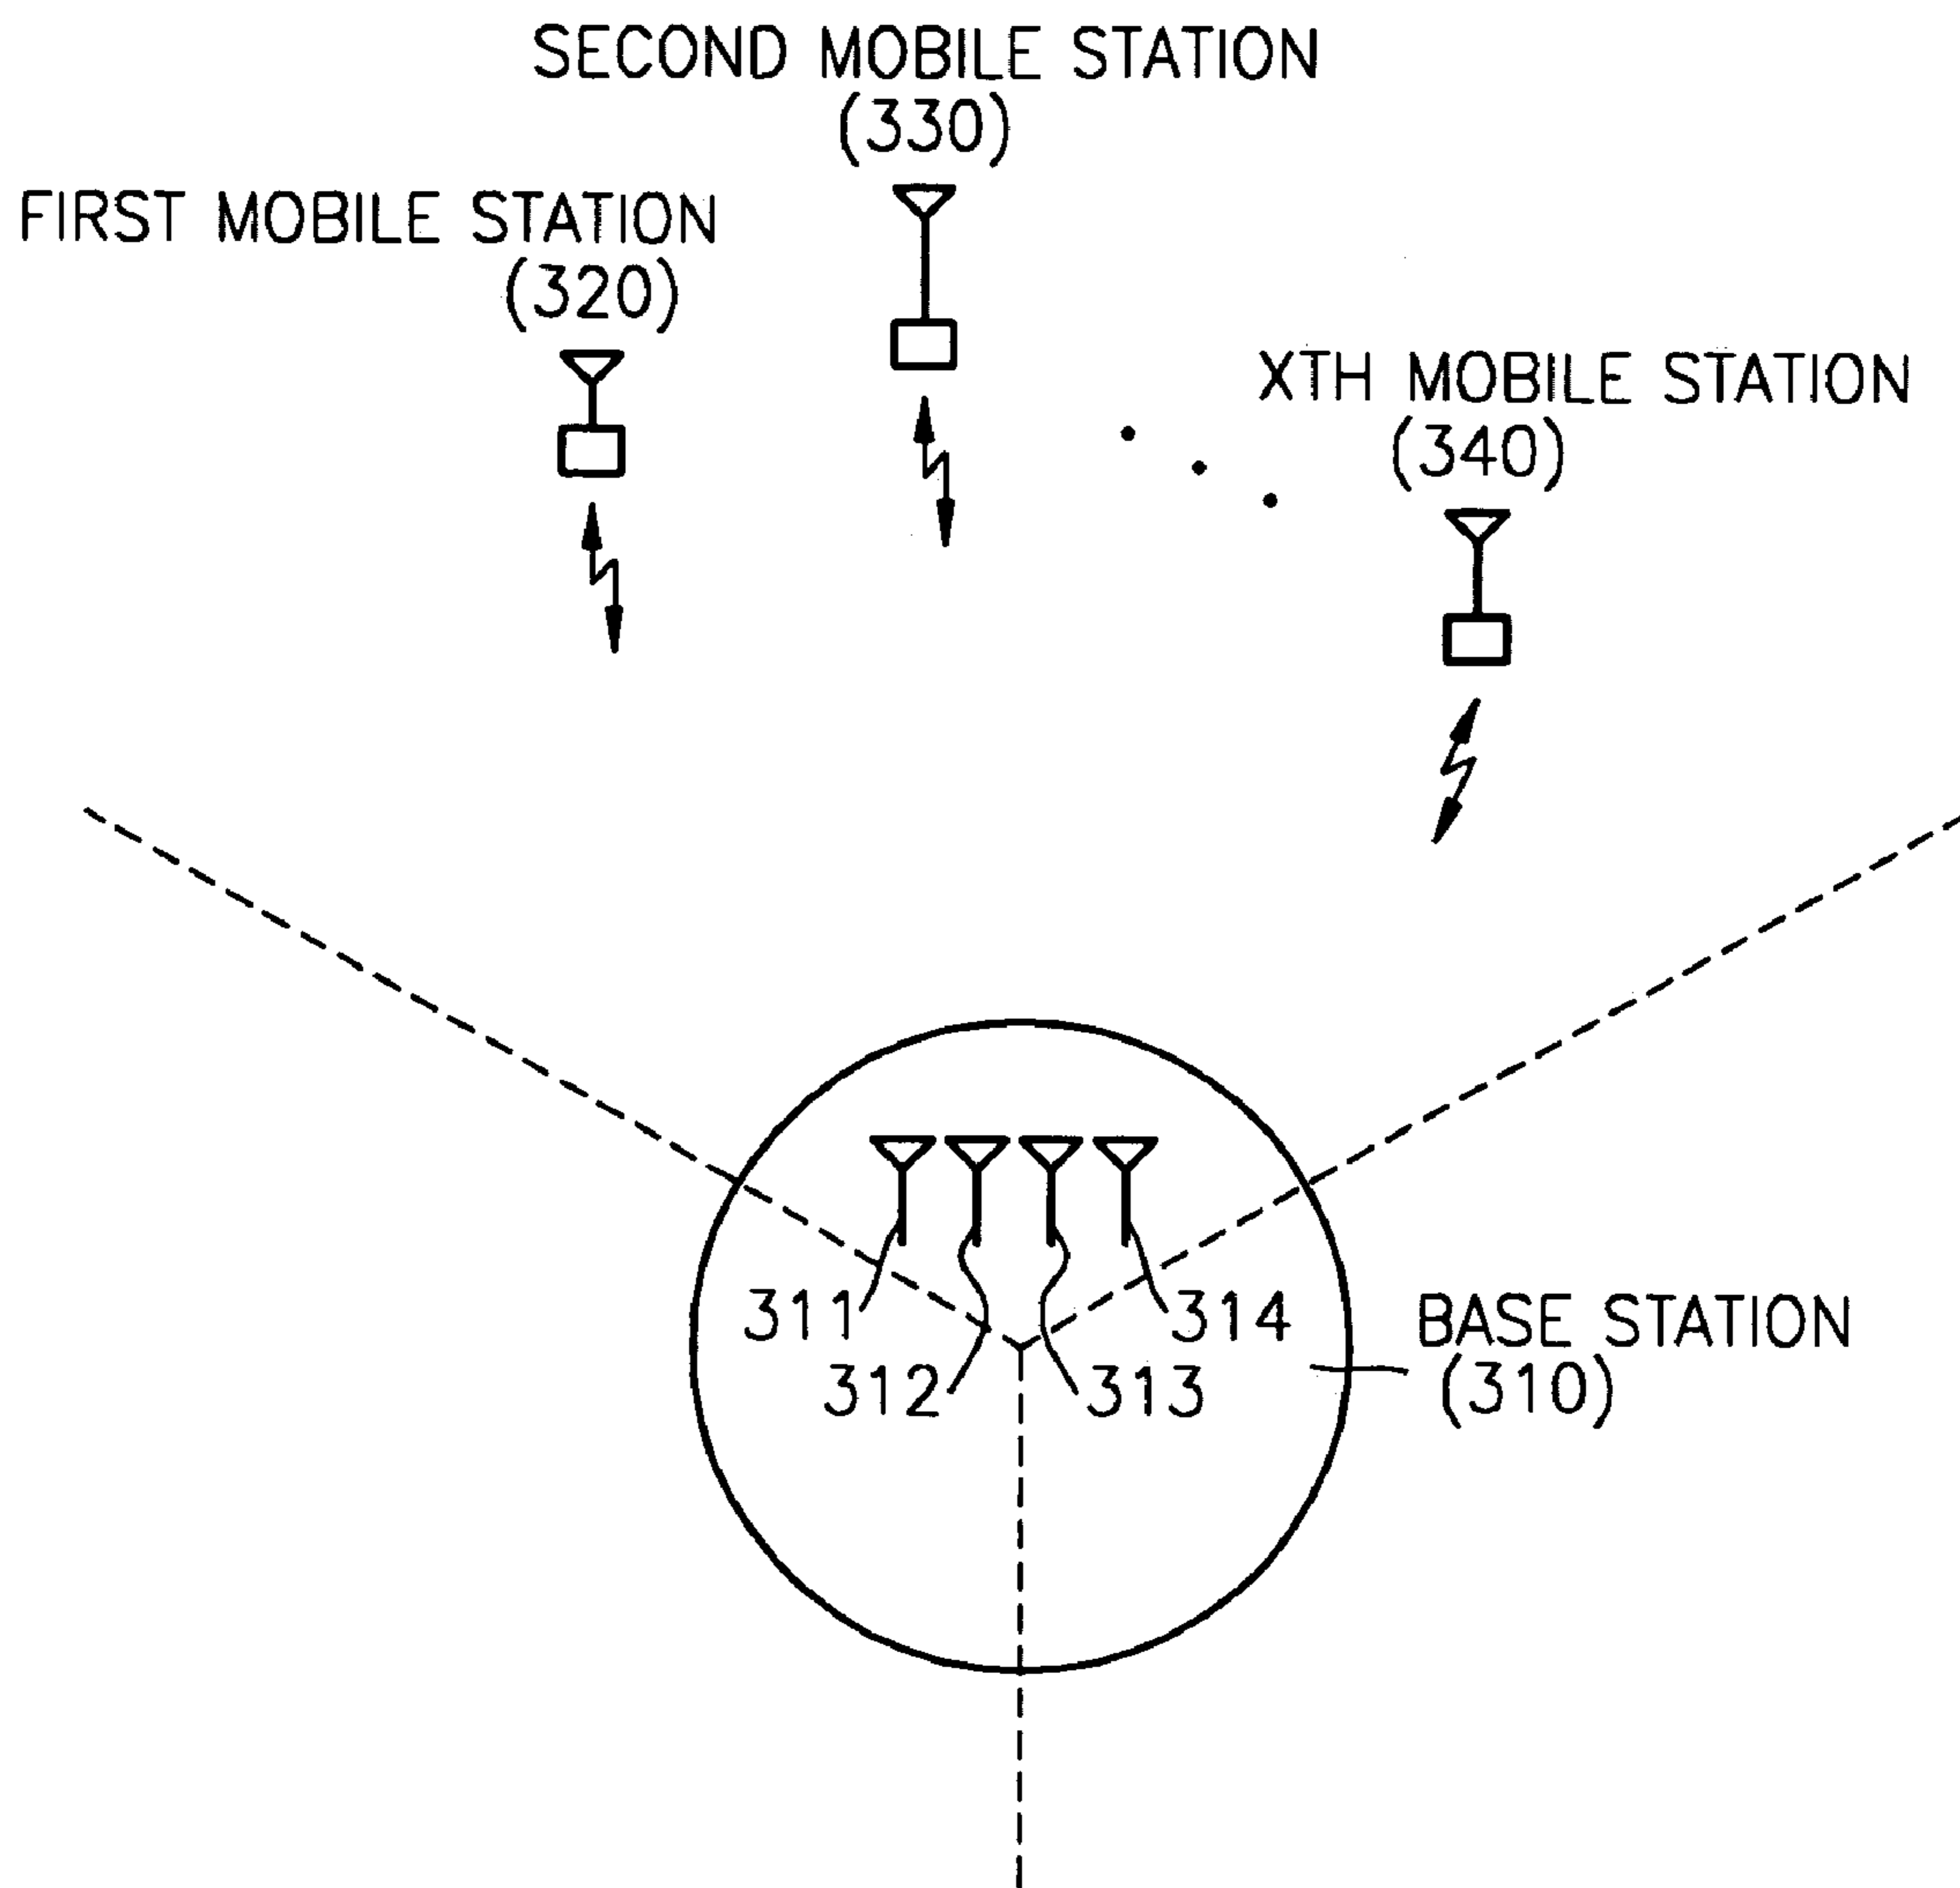 SECOND MOBILE STATION
(330)
FIRST MOBILE STATION
(320)
XTH MOBILE STATION
(340)
311
314
312
313
BASE STATION
(310)